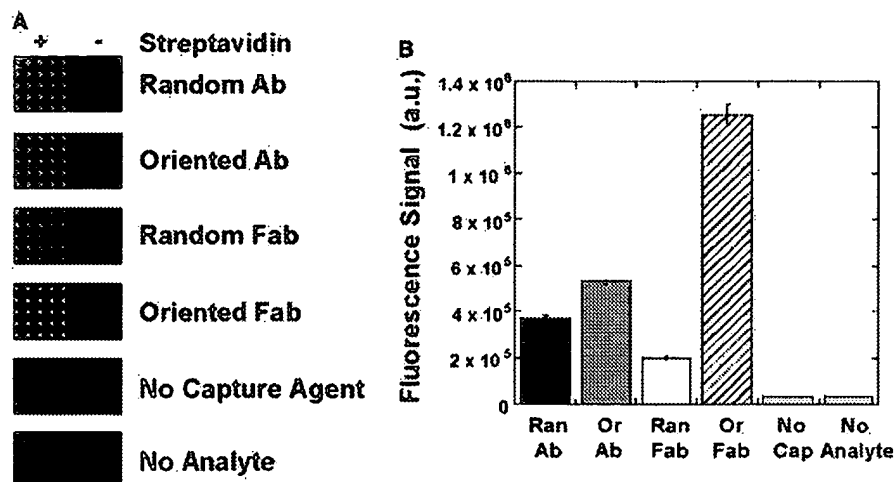 A
+ -
Streptavidin
Random Ab
Oriented Ab
Random Fab
Oriented Fab
No Capture Agent
No Analyte
B
Fluorescence Signal (a.u.)
1.4 x 10⁶
1.2 x 10⁶
1 x 10⁶
8 x 10⁵
6 x 10⁵
4 x 10⁵
2 x 10⁵
0
Ran Ab
Or Ab
Ran Fab
Or Fab
No Cap
No Analyte